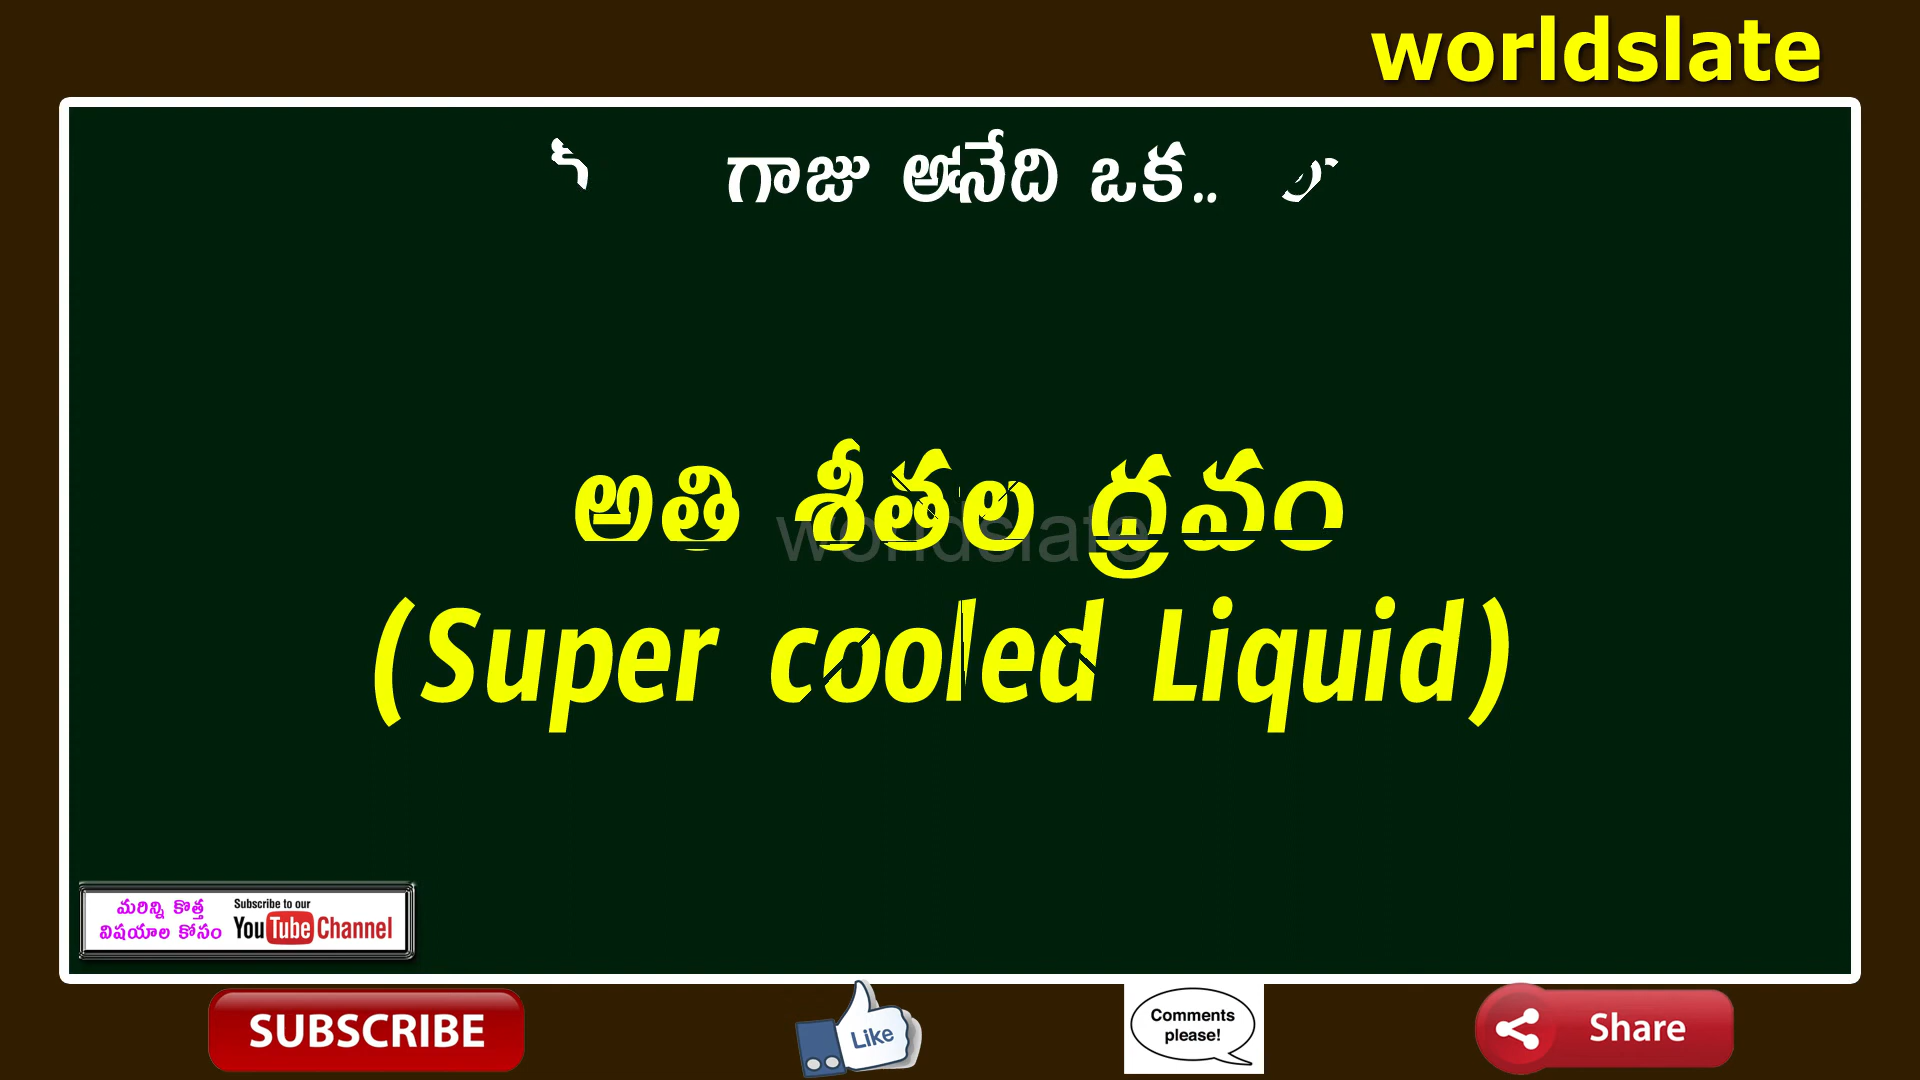 worldslate
గాజు అనేది ఒక..
అతి శీతల ద్రవం
worldslate
(Super cooled Liquid)
మరిన్ని కొత్త
విషయాల కోసం
Subscribe to our
YouTube Channel
SUBSCRIBE
Like
Comments
please!
Share